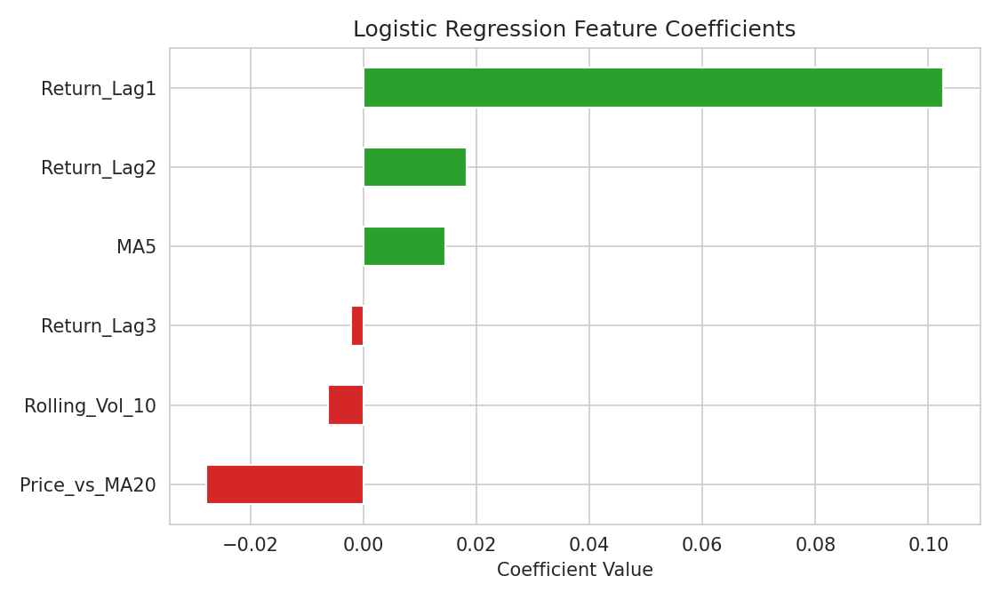 Logistic Regression Feature Coefficients
Return_Lag1
Return_Lag2
MA5
Return_Lag3
Rolling_Vol_10
Price_vs_MA20
−0.02 0.00 0.02 0.04 0.06 0.08 0.10
Coefficient Value